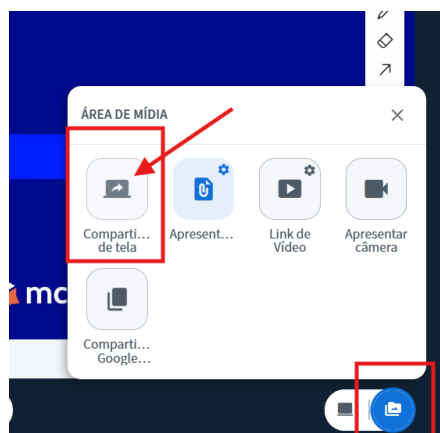 ÁREA DE MÍDIA
Comparti...
de tela
Apresent...
Link de
Vídeo
Apresentar
câmera
mc
Comparti...
Google...